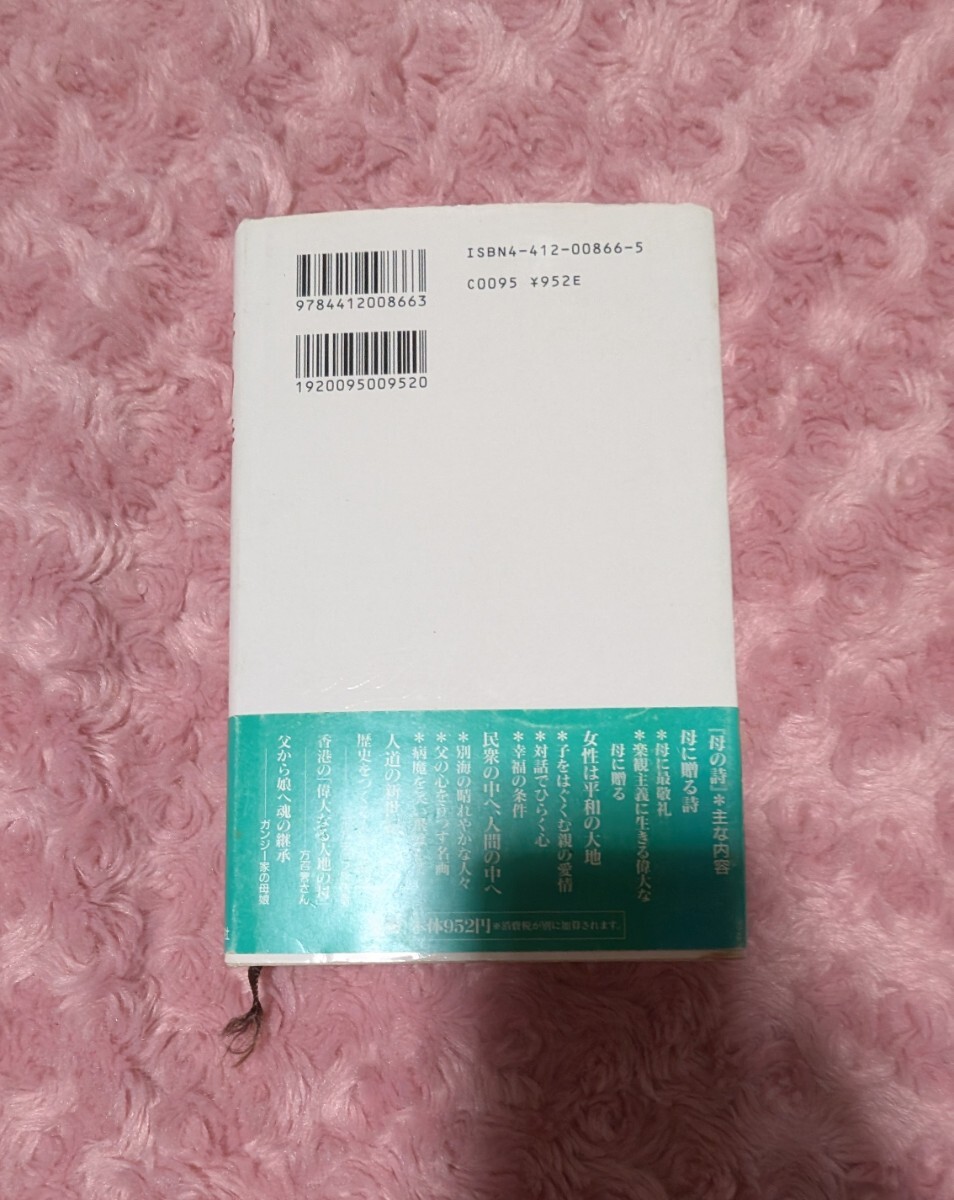 ISBN4-412-00866-5
C0095 ¥952E
9784412008663
1920095009520
『母の詩』＊主な内容
母に贈る詩
＊母に最敬礼
＊楽観主義に生きる偉大な
母に贈る
女性は平和の大地
＊子をはぐくむ親の愛情
＊対話でひらく心
＊幸福の条件
民衆の中へ、人間の中へ
＊別海の晴れやかな人々
＊父の心を
す名画
＊病魔を
人道の新世
歴史を
香港の「偉大なる大地の母」、
さん
父から娘へ魂の継承
ガンジー家の母娘
本体952円 ※消費税が別に加算されます。